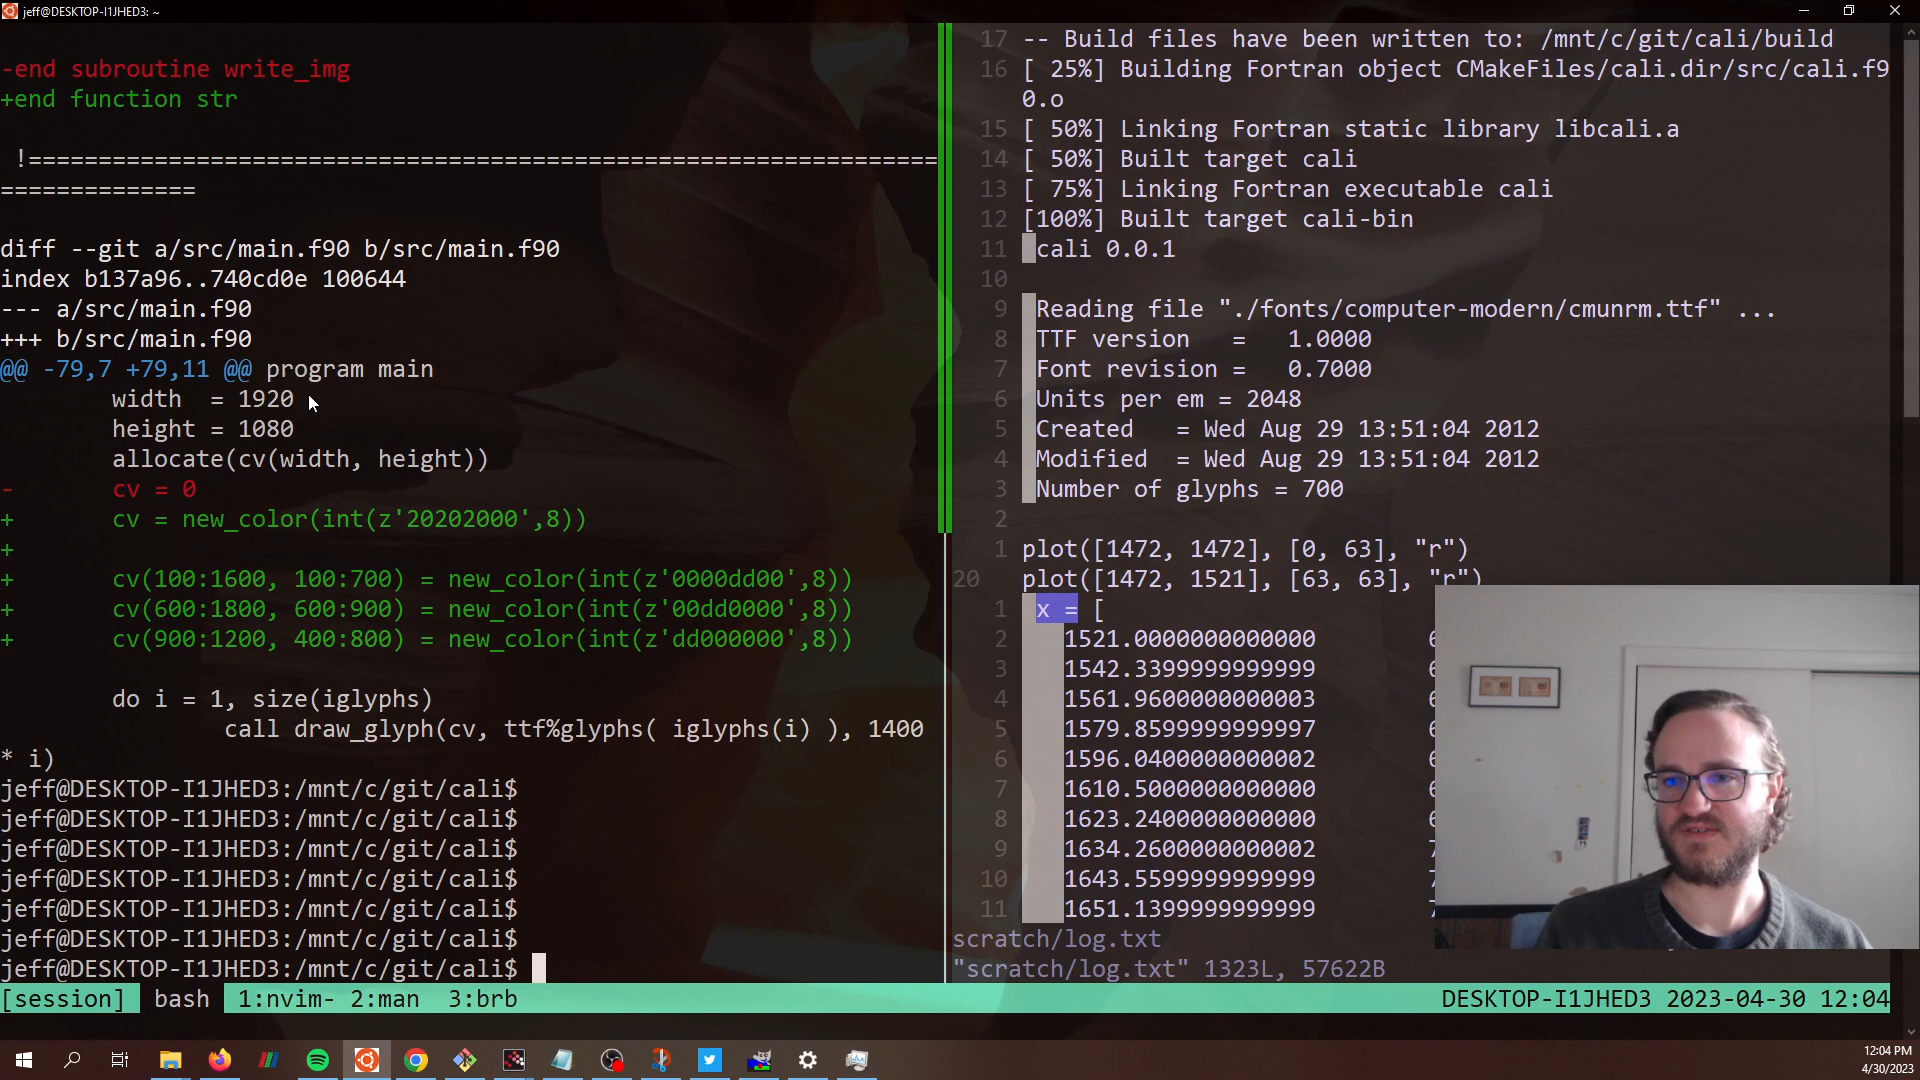 jeff@DESKTOP-I1JHED3: ~
-end subroutine write_img
+end function str
!=================================================================
==============
diff --git a/src/main.f90 b/src/main.f90
index b137a96..740cd0e 100644
--- a/src/main.f90
+++ b/src/main.f90
@@ -79,7 +79,11 @@ program main
width  = 1920
height = 1080
allocate(cv(width, height))
-       cv = 0
+       cv = new_color(int(z'20202000',8))
+
+       cv(100:1600, 100:700) = new_color(int(z'0000dd00',8))
+       cv(600:1800, 600:900) = new_color(int(z'00dd0000',8))
+       cv(900:1200, 400:800) = new_color(int(z'dd000000',8))
do i = 1, size(iglyphs)
call draw_glyph(cv, ttf%glyphs( iglyphs(i) ), 1400
* i)
jeff@DESKTOP-I1JHED3:/mnt/c/git/cali$
jeff@DESKTOP-I1JHED3:/mnt/c/git/cali$
jeff@DESKTOP-I1JHED3:/mnt/c/git/cali$
jeff@DESKTOP-I1JHED3:/mnt/c/git/cali$
jeff@DESKTOP-I1JHED3:/mnt/c/git/cali$
jeff@DESKTOP-I1JHED3:/mnt/c/git/cali$
jeff@DESKTOP-I1JHED3:/mnt/c/git/cali$
17 -- Build files have been written to: /mnt/c/git/cali/build
16 [ 25%] Building Fortran object CMakeFiles/cali.dir/src/cali.f9
0.o
15 [ 50%] Linking Fortran static library libcali.a
14 [ 50%] Built target cali
13 [ 75%] Linking Fortran executable cali
12 [100%] Built target cali-bin
11 cali 0.0.1
10
9 Reading file "./fonts/computer-modern/cmunrm.ttf" ...
8 TTF version   =   1.0000
7 Font revision =   0.7000
6 Units per em = 2048
5 Created   = Wed Aug 29 13:51:04 2012
4 Modified  = Wed Aug 29 13:51:04 2012
3 Number of glyphs = 700
2
1 plot([1472, 1472], [0, 63], "r")
20 plot([1472, 1521], [63, 63], "r")
1 x = [
2 1521.0000000000000
3 1542.3399999999999
4 1561.9600000000003
5 1579.8599999999997
6 1596.0400000000002
7 1610.5000000000000
8 1623.2400000000000
9 1634.2600000000002
10 1643.5599999999999
11 1651.1399999999999
scratch/log.txt
"scratch/log.txt" 1323L, 57622B
[session] bash 1:nvim- 2:man 3:brb
DESKTOP-I1JHED3 2023-04-30 12:04
12:04 PM
4/30/2023